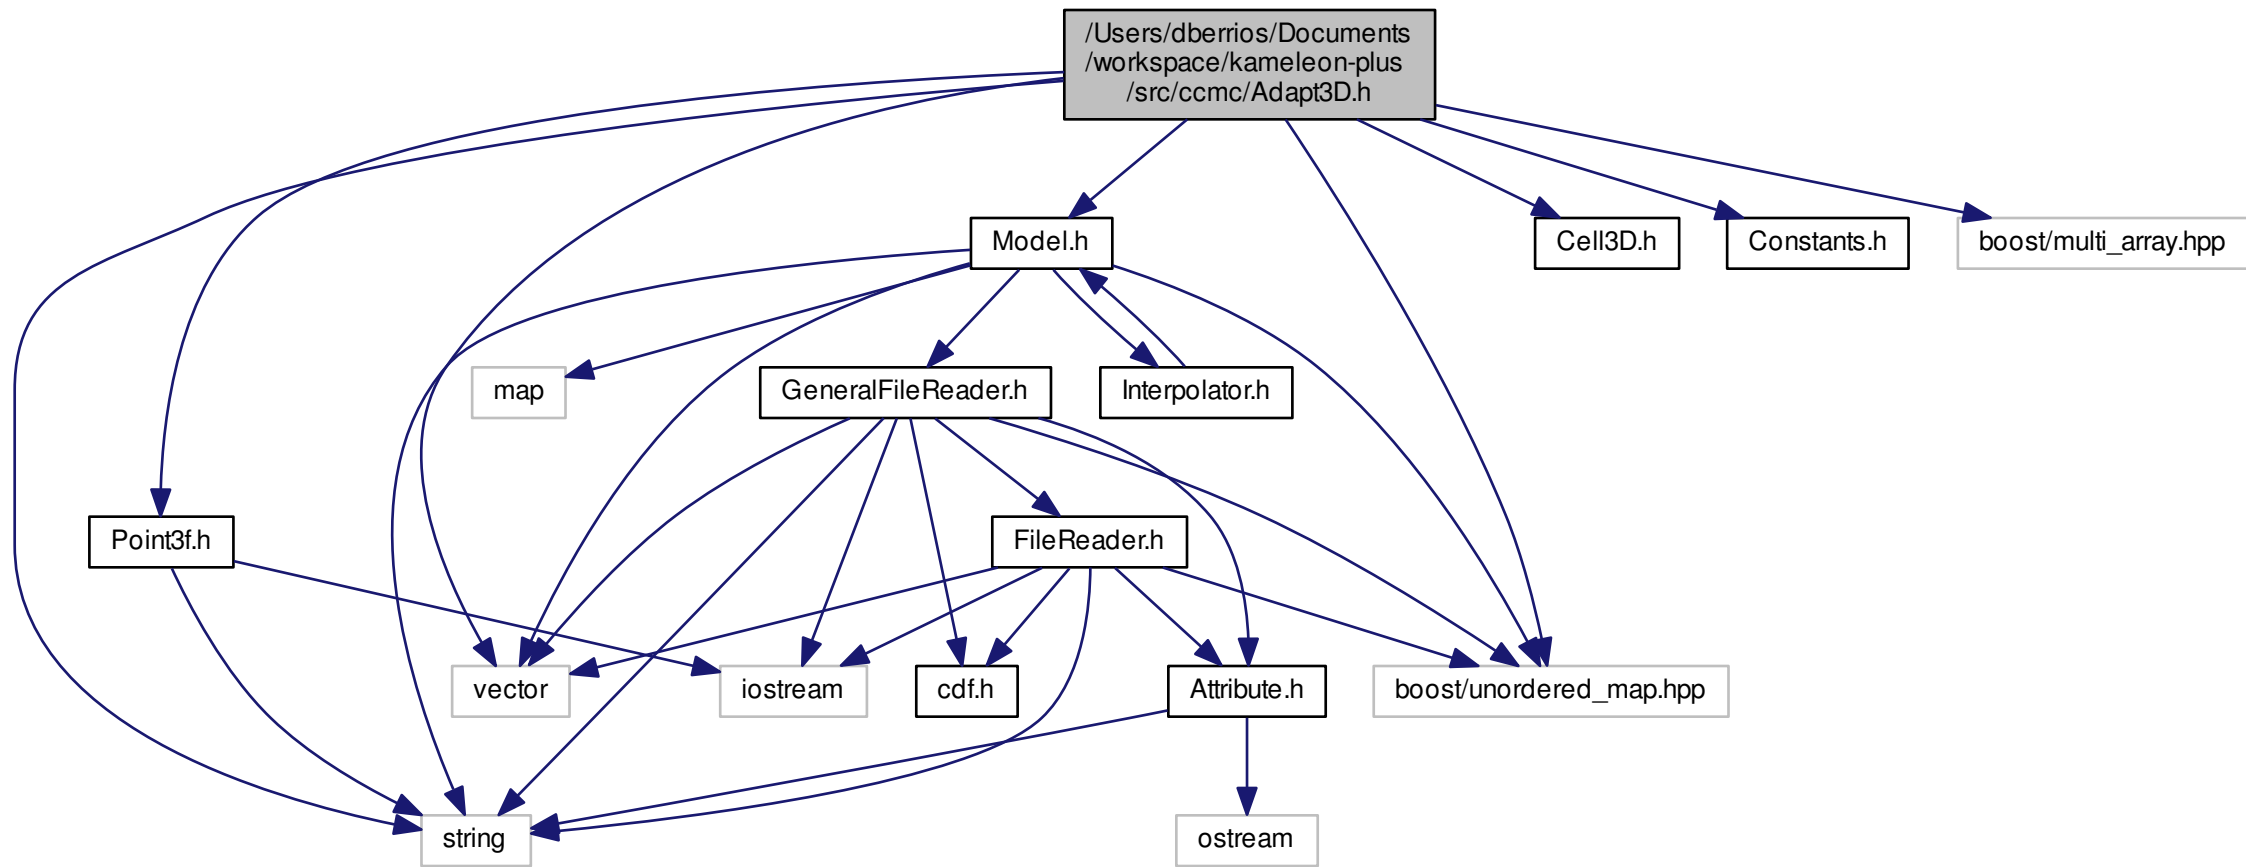 /Users/dberrios/Documents
/workspace/kameleon-plus
/src/ccmc/Adapt3D.h
Model.h
Cell3D.h
Constants.h
boost/multi_array.hpp
map
GeneralFileReader.h
Interpolator.h
Point3f.h
FileReader.h
vector
iostream
cdf.h
Attribute.h
boost/unordered_map.hpp
string
ostream